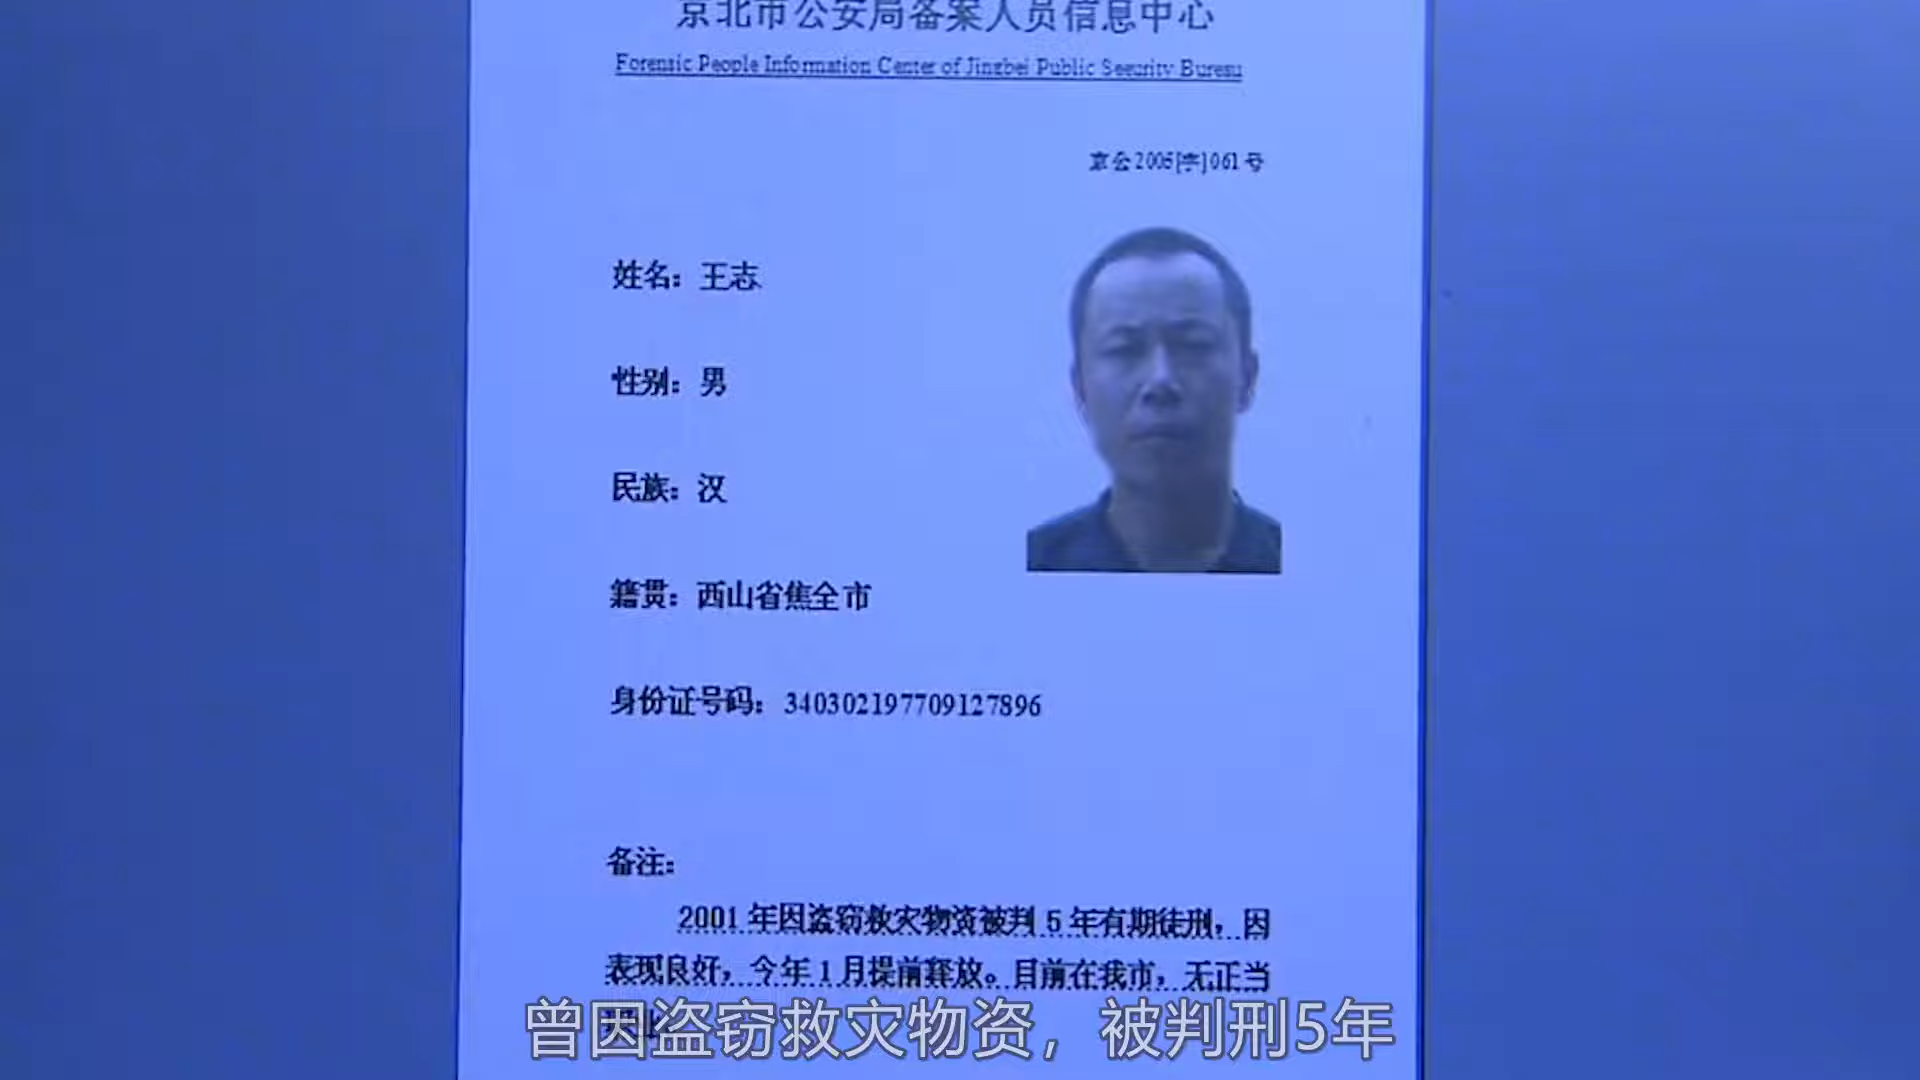 京北市公安局备案人员信息中心
Forensic People Information Center of Jingbei Public Security Bureau
京公2005[字]061号
姓名：王志
性别：男
民族：汉
籍贯：西山省焦全市
身份证号码：340302197709127896
备注：
2001年因盗窃救灾物资被判5年有期徒刑，因
表现良好，今年1月提前释放。目前在我市，无正当
曾因盗窃救灾物资，被判刑5年